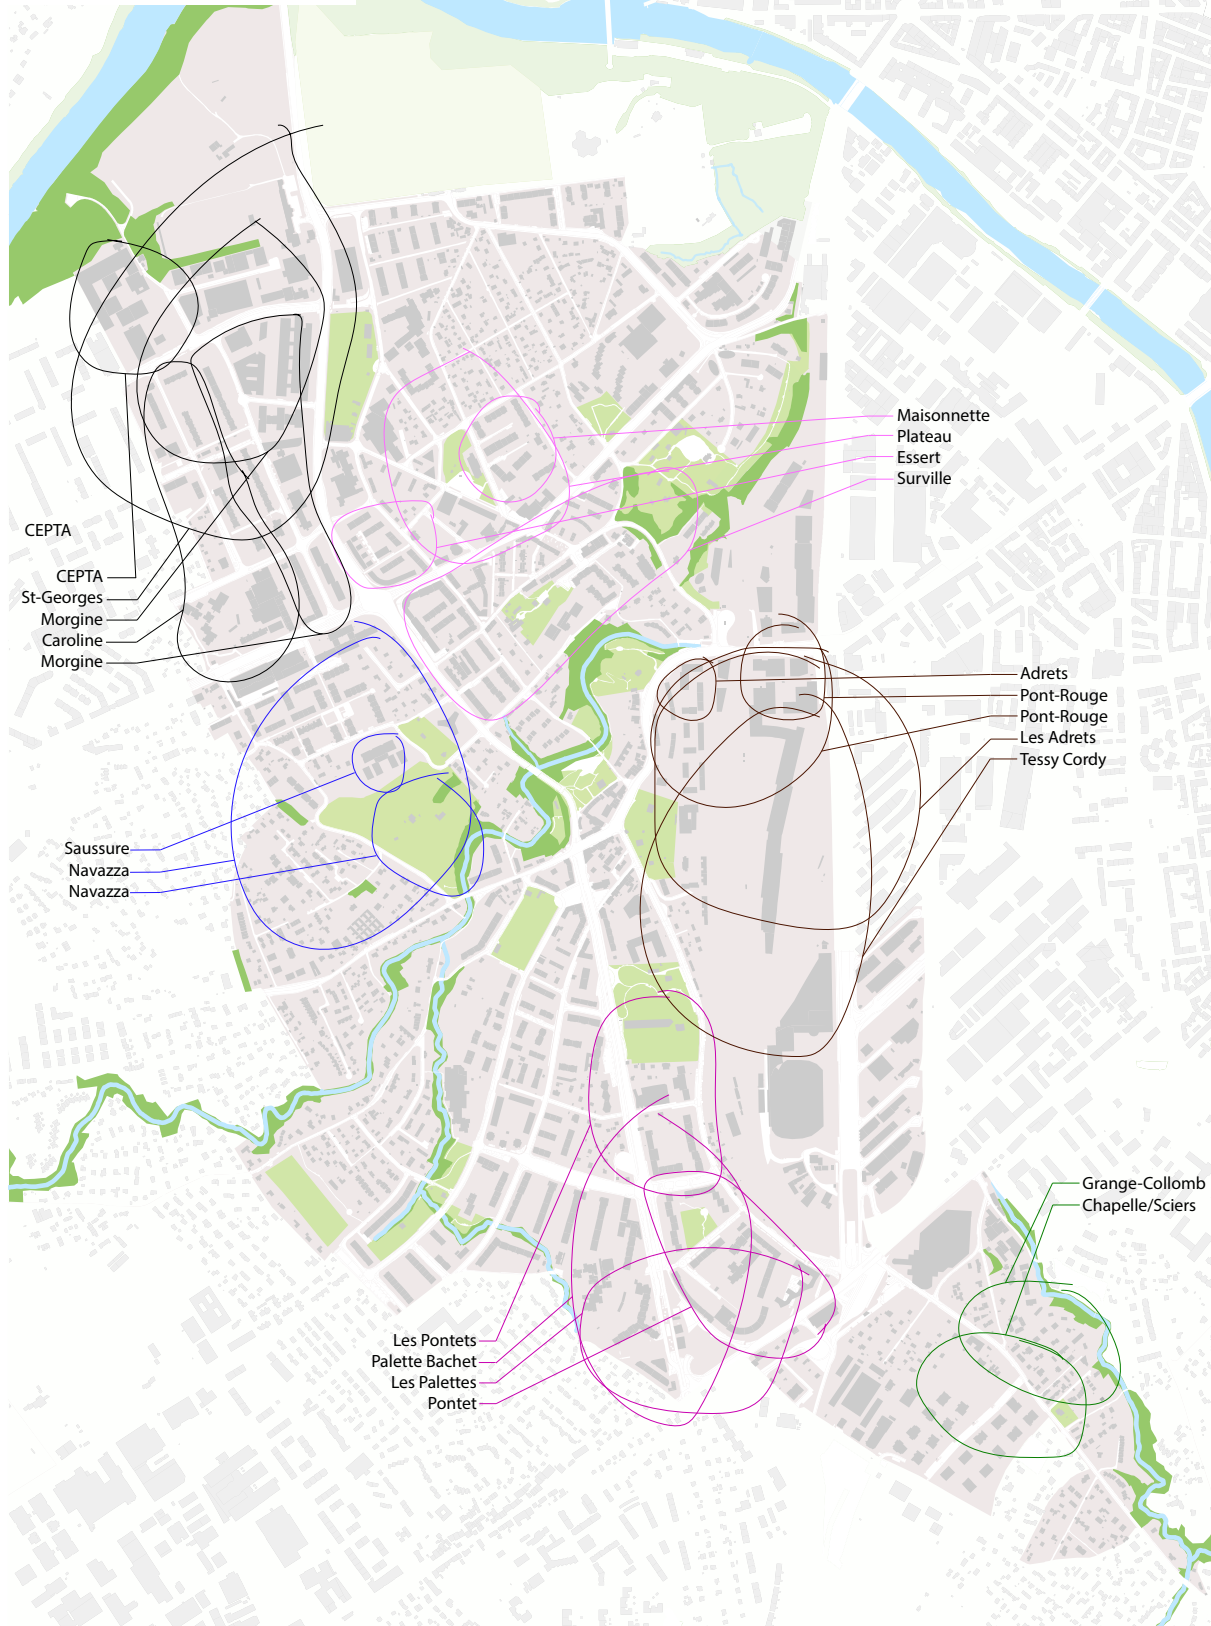 Maisonnette
Plateau
Essert
Surville
CEPTA
CEPTA
St-Georges
Morgine
Caroline
Morgine
Adrets
Pont-Rouge
Pont-Rouge
Les Adrets
Tessy Cordy
Saussure
Navazza
Navazza
Grange-Collomb
Chapelle/Sciers
Les Pontets
Palette Bachet
Les Palettes
Pontet